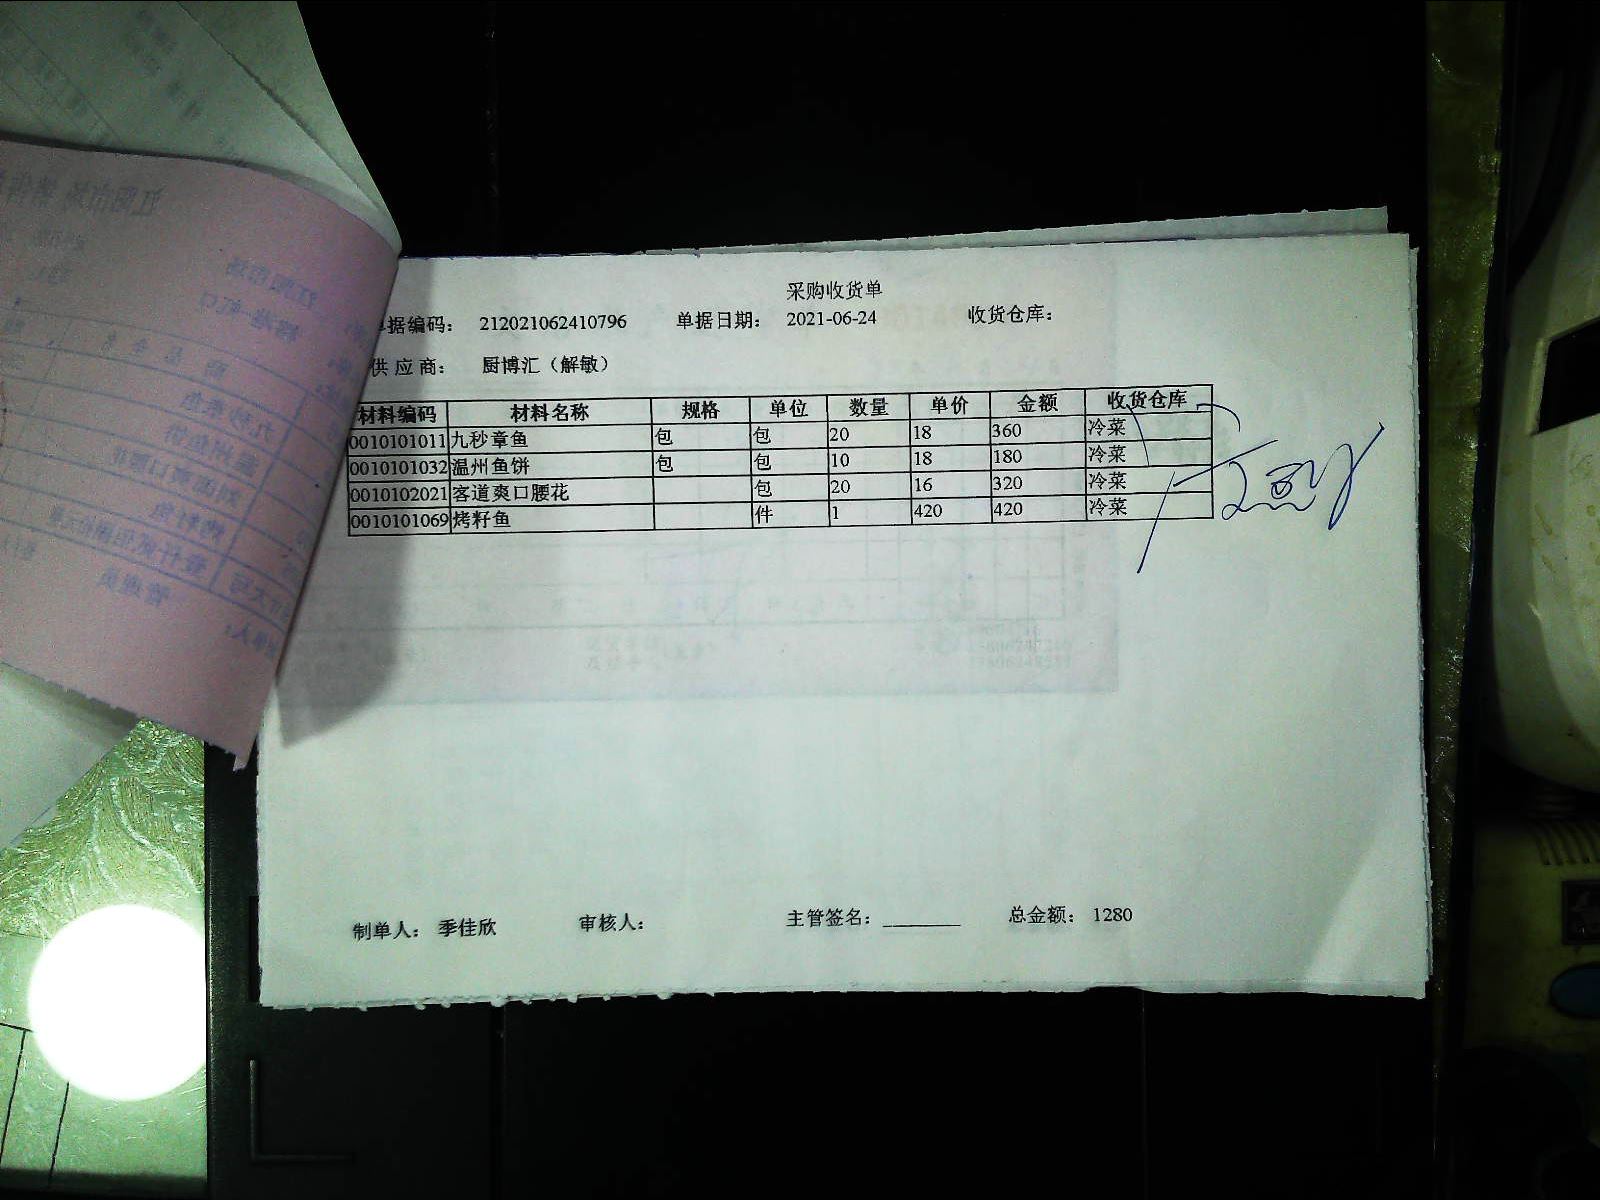 采购收货单
单据编码： 212021062410796 单据日期： 2021-06-24 收货仓库：
供应商： 厨博汇（解敏）
材料编码 材料名称 规格 单位 数量 单价 金额 收货仓库
0010101011 九秒章鱼 包 包 20 18 360 冷菜
0010101032 温州鱼饼 包 包 10 18 180 冷菜
0010102021 客道爽口腰花 包 20 16 320 冷菜
0010101069 烤籽鱼 件 1 420 420 冷菜
制单人： 季佳欣 审核人： 主管签名：________ 总金额： 1280